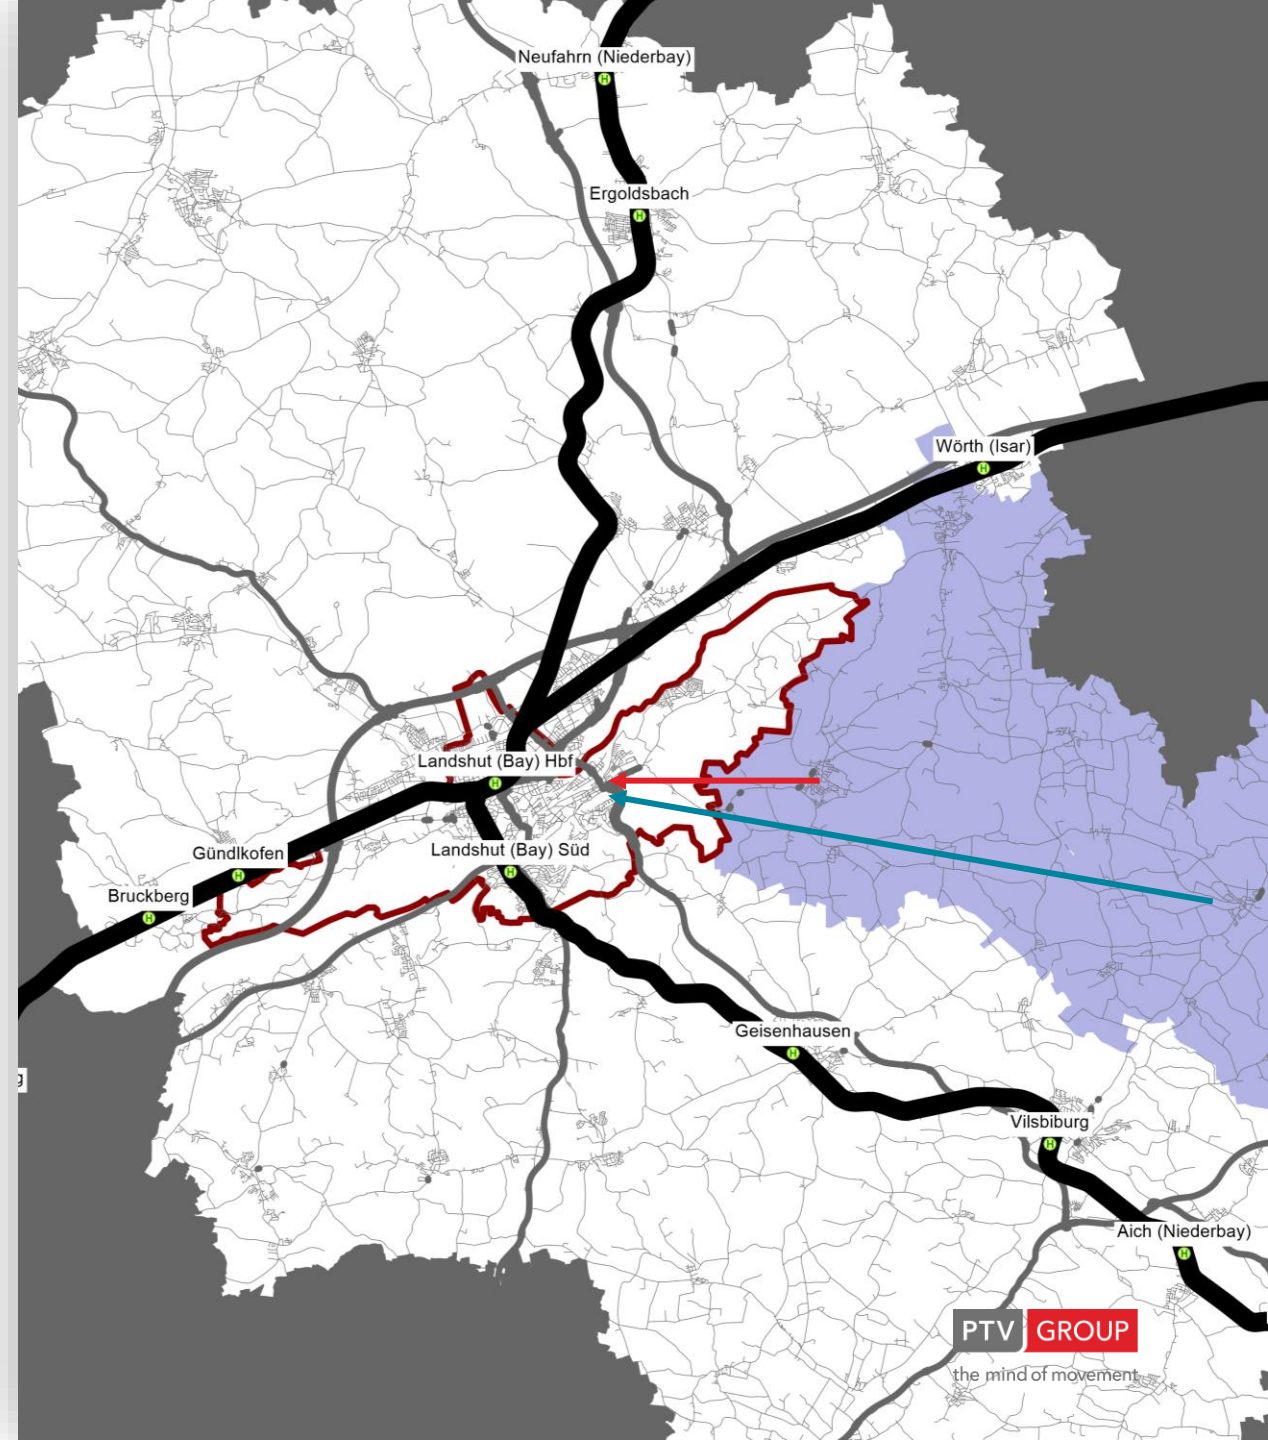 Neufahrn (Niederbay)
Ergoldsbach
Wörth (Isar)
Landshut (Bay) Hbf
Landshut (Bay) Süd
Gündlkofen
Bruckberg
Geisenhausen
g
Vilsbiburg
Aich (Niederbay)
PTV GROUP
the mind of movement